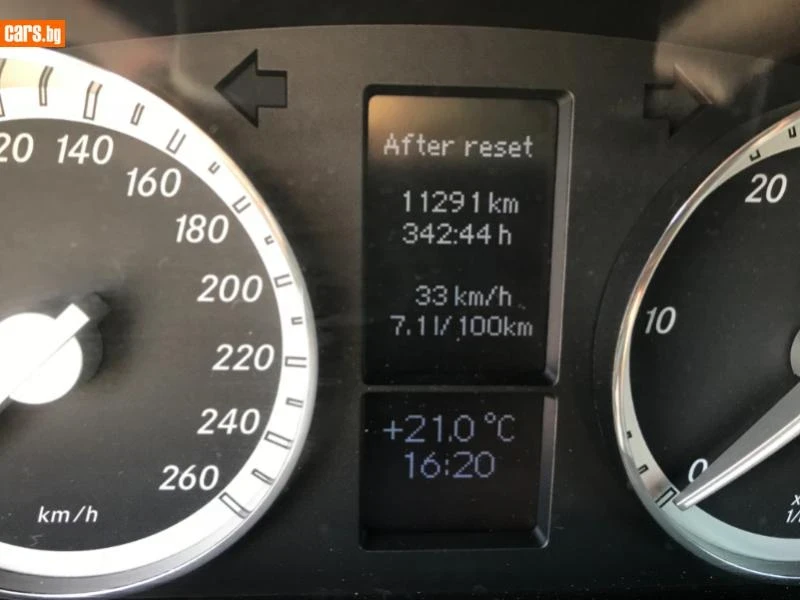 cars.bg
20 140
160
180
200
220
240
260
km/h
After reset
11291 km
342:44 h
33 km/h
7.1 l/100km
+21.0 °C
16:20
20
10
0
x
1/